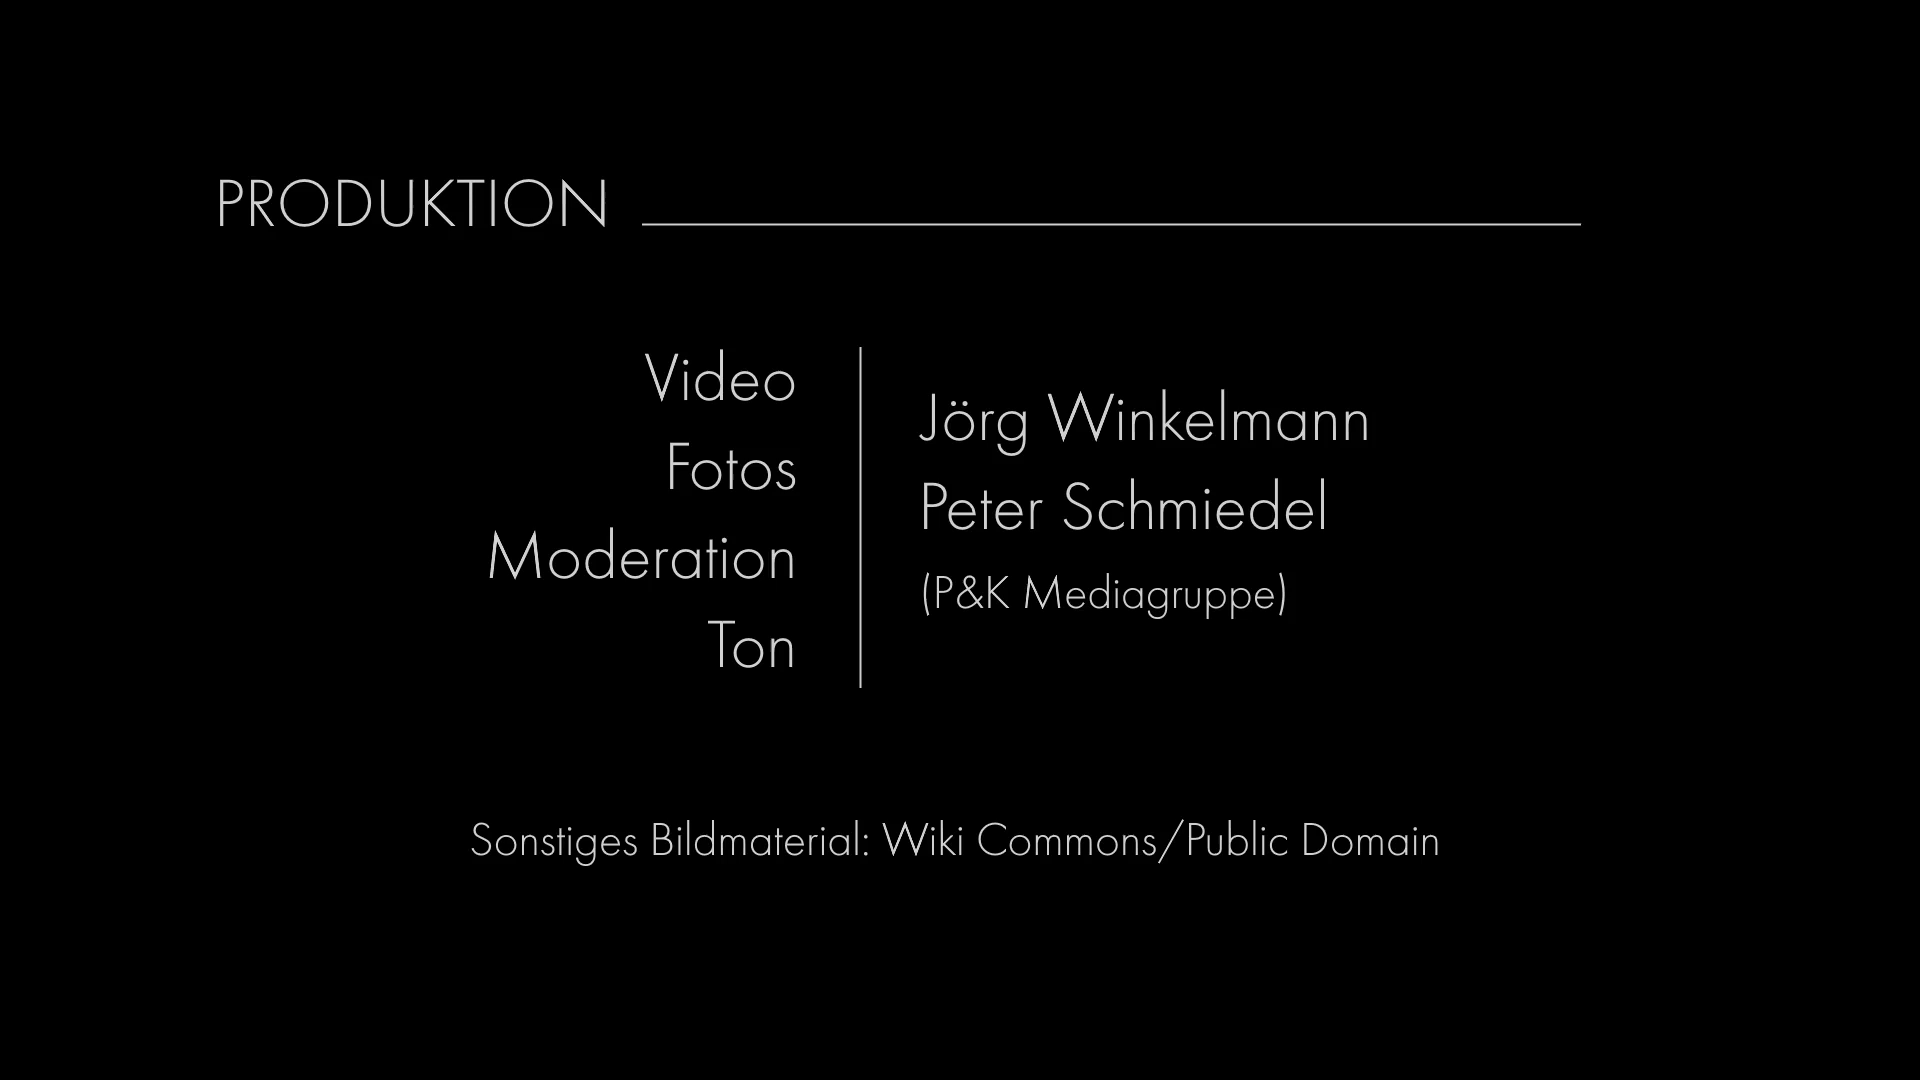 PRODUKTION
Video
Fotos
Moderation
Ton
Jörg Winkelmann
Peter Schmiedel
(P&K Mediagruppe)
Sonstiges Bildmaterial: Wiki Commons/Public Domain